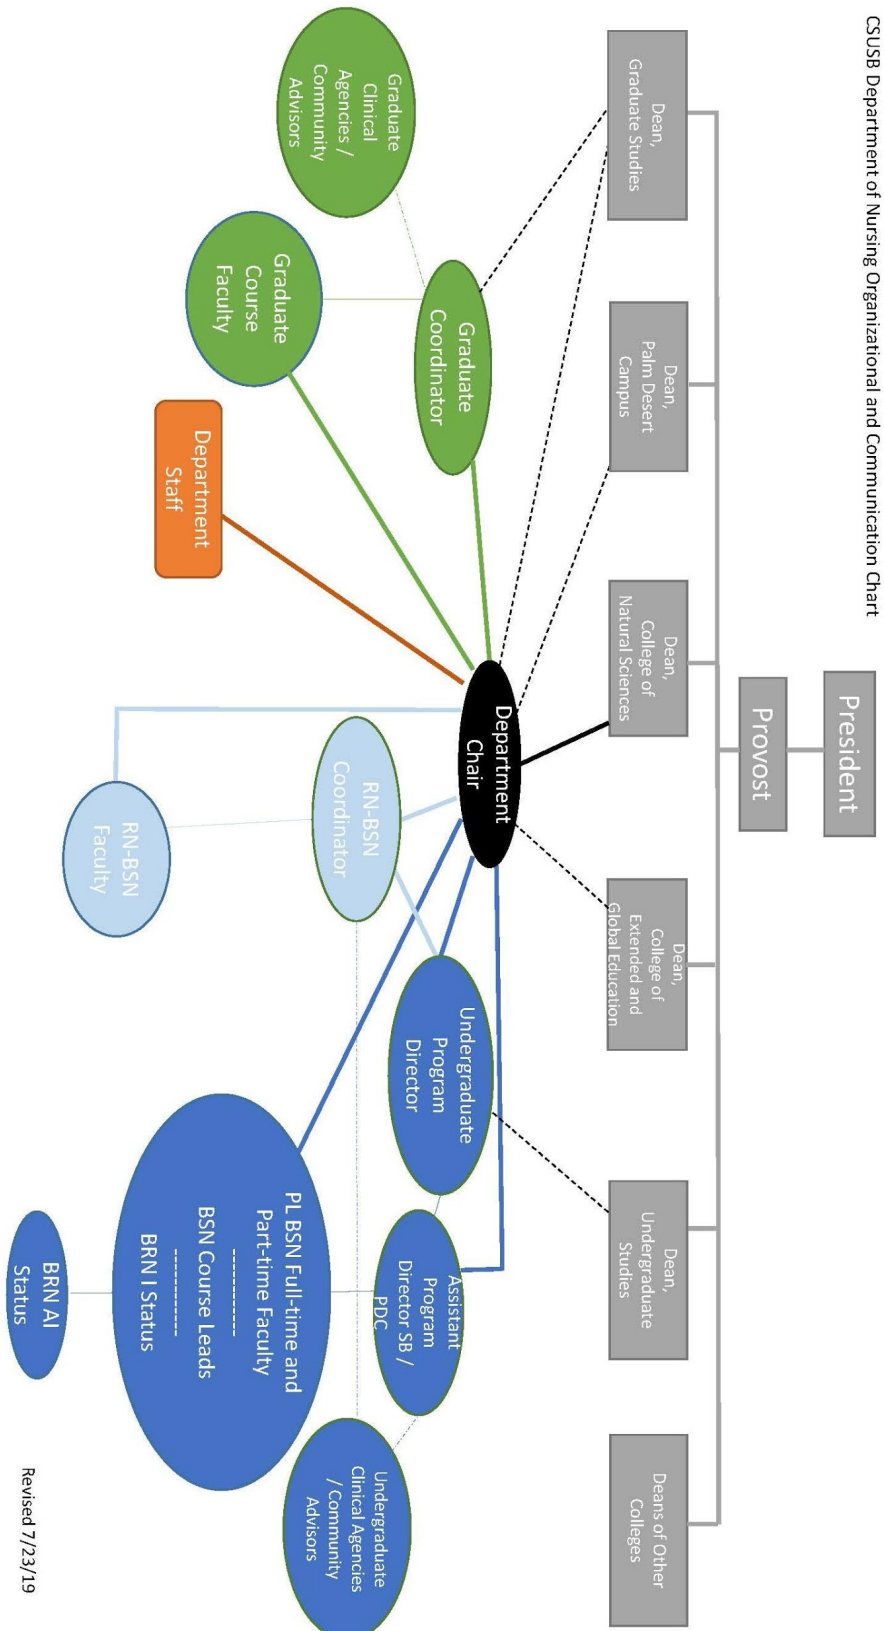 CSUSB Department of Nursing Organizational and Communication Chart
President
Provost
Dean,
Graduate Studies
Dean,
Palm Desert
Campus
Dean,
College of
Natural Sciences
Dean,
College of
Extended and
Global Education
Dean,
Undergraduate
Studies
Deans of Other
Colleges
Department
Chair
Graduate
Coordinator
Graduate
Clinical
Agencies /
Community
Advisors
Graduate
Course
Faculty
Department
Staff
RN-BSN
Coordinator
RN-BSN
Faculty
Undergraduate
Program
Director
Assistant
Program
Director SB /
PDC
Undergraduate
Clinical Agencies
/ Community
Advisors
PL BSN Full-time and
Part-time Faculty
------------
BSN Course Leads
------------
BRN I Status
BRN AI
Status
Revised 7/23/19